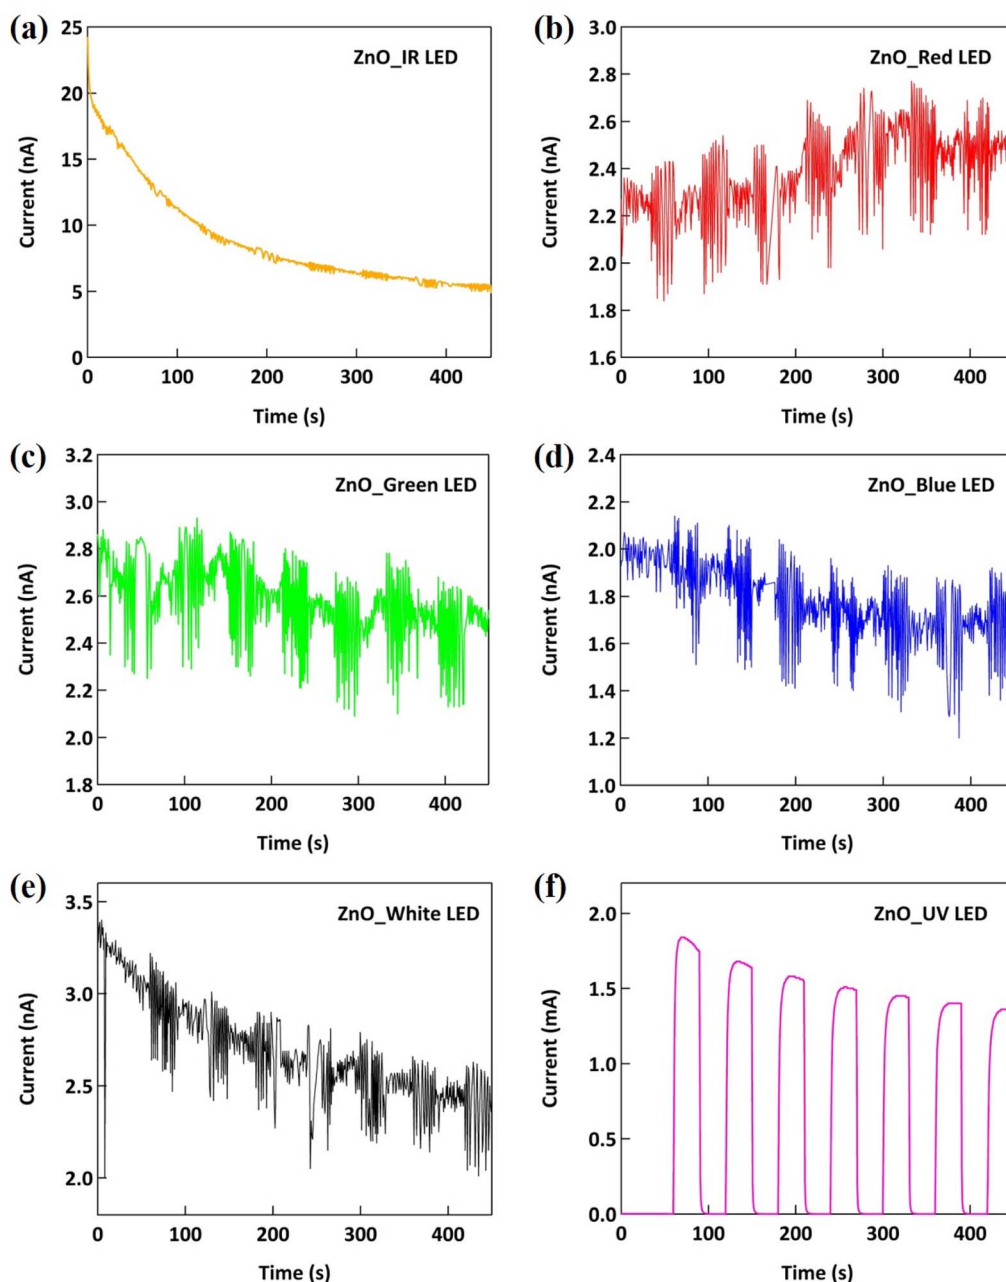 (a)
ZnO_IR LED
25
20
15
10
5
0
Current (nA)
0 100 200 300 400
Time (s)
(b)
ZnO_Red LED
3.0
2.8
2.6
2.4
2.2
2.0
1.8
1.6
Current (nA)
0 100 200 300 400
Time (s)
(c)
ZnO_Green LED
3.2
3.0
2.8
2.6
2.4
2.2
2.0
1.8
Current (nA)
0 100 200 300 400
Time (s)
(d)
ZnO_Blue LED
2.4
2.2
2.0
1.8
1.6
1.4
1.2
1.0
Current (nA)
0 100 200 300 400
Time (s)
(e)
ZnO_White LED
3.5
3.0
2.5
2.0
Current (nA)
0 100 200 300 400
Time (s)
(f)
ZnO_UV LED
2.0
1.5
1.0
0.5
0.0
Current (mA)
0 100 200 300 400
Time (s)